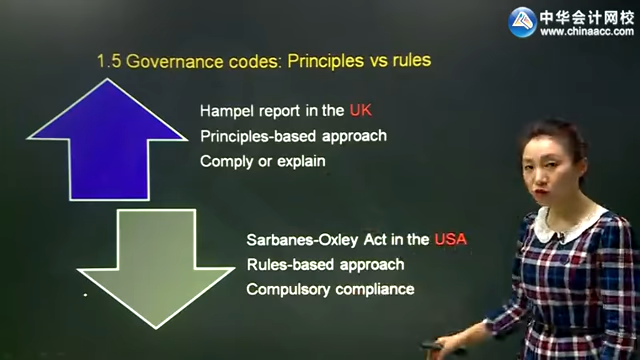 中华会计网校
www.chinaacc.com
1.5 Governance codes: Principles vs rules
Hampel report in the UK
Principles-based approach
Comply or explain
Sarbanes-Oxley Act in the USA
Rules-based approach
Compulsory compliance